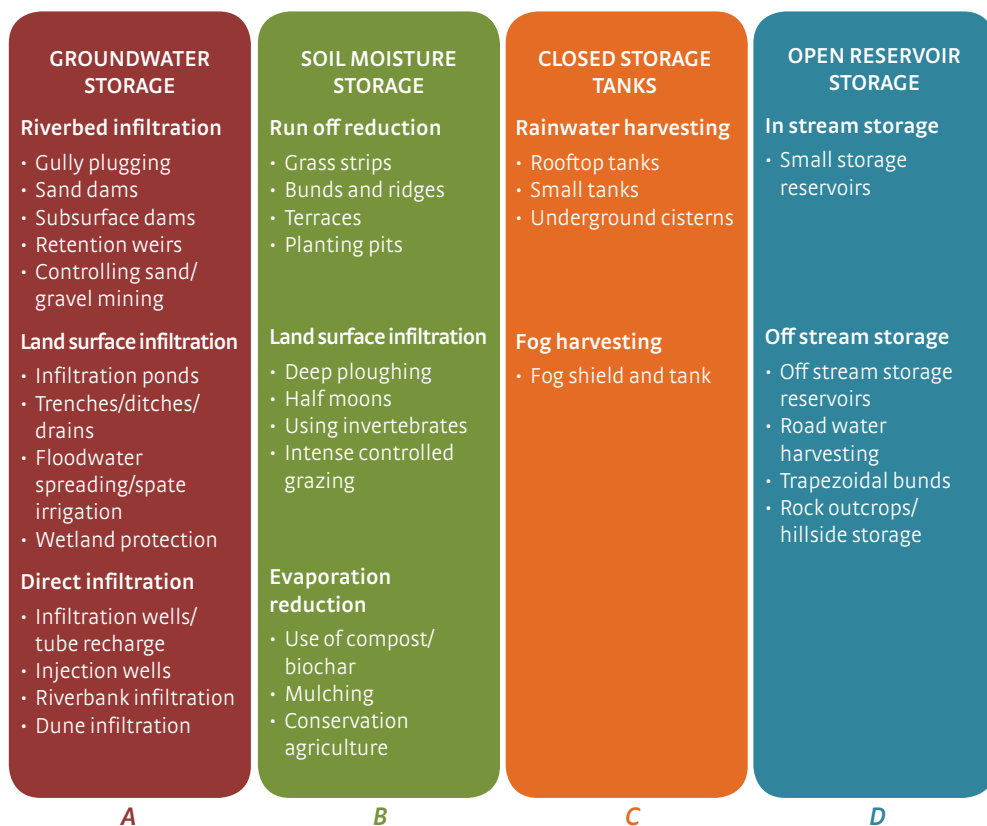 GROUNDWATER
STORAGE
Riverbed infiltration
• Gully plugging
• Sand dams
• Subsurface dams
• Retention weirs
• Controlling sand/
gravel mining
Land surface infiltration
• Infiltration ponds
• Trenches/ditches/
drains
• Floodwater
spreading/spate
irrigation
• Wetland protection
Direct infiltration
• Infiltration wells/
tube recharge
• Injection wells
• Riverbank infiltration
• Dune infiltration
A
SOIL MOISTURE
STORAGE
Run off reduction
• Grass strips
• Bunds and ridges
• Terraces
• Planting pits
Land surface infiltration
• Deep ploughing
• Half moons
• Using invertebrates
• Intense controlled
grazing
Evaporation
reduction
• Use of compost/
biochar
• Mulching
• Conservation
agriculture
B
CLOSED STORAGE
TANKS
Rainwater harvesting
• Rooftop tanks
• Small tanks
• Underground cisterns
Fog harvesting
• Fog shield and tank
C
OPEN RESERVOIR
STORAGE
In stream storage
• Small storage
reservoirs
Off stream storage
• Off stream storage
reservoirs
• Road water
harvesting
• Trapezoidal bunds
• Rock outcrops/
hillside storage
D